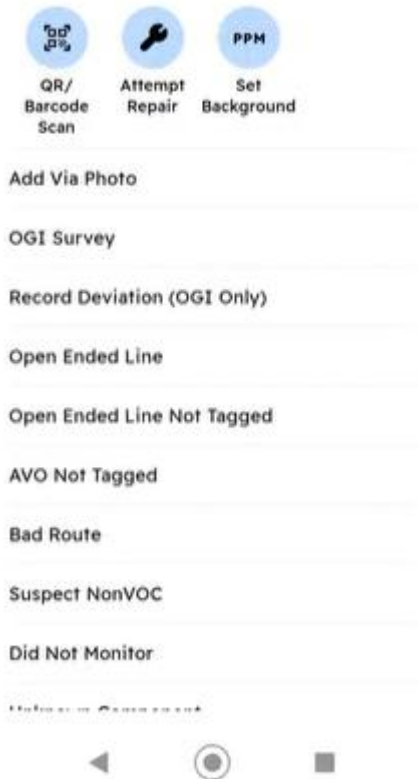 PPM
QR/
Barcode
Scan
Attempt
Repair
Set
Background
Add Via Photo
OGI Survey
Record Deviation (OGI Only)
Open Ended Line
Open Ended Line Not Tagged
AVO Not Tagged
Bad Route
Suspect NonVOC
Did Not Monitor